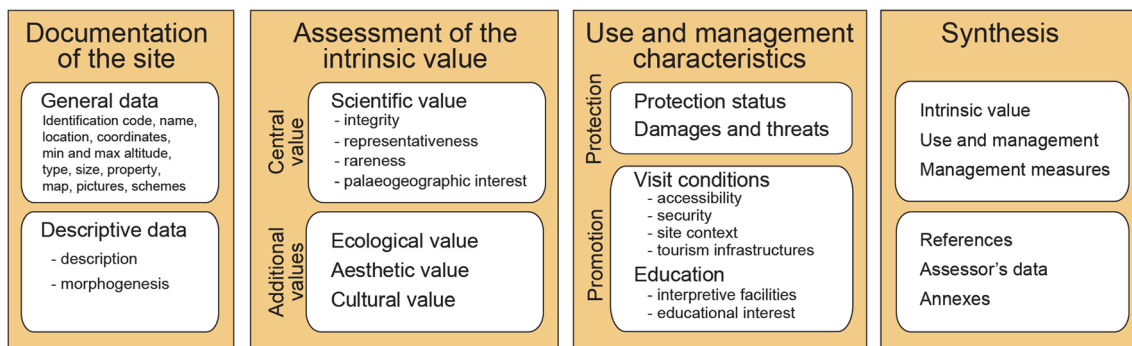 Documentation
of the site
General data
Identification code, name,
location, coordinates,
min and max altitude,
type, size, property,
map, pictures, schemes
Descriptive data
- description
- morphogenesis
Assessment of the
intrinsic value
Central
value
Scientific value
- integrity
- representativeness
- rareness
- palaeogeographic interest
Additional
values
Ecological value
Aesthetic value
Cultural value
Use and management
characteristics
Protection
Protection status
Damages and threats
Promotion
Visit conditions
- accessibility
- security
- site context
- tourism infrastructures
Education
- interpretive facilities
- educational interest
Synthesis
Intrinsic value
Use and management
Management measures
References
Assessor's data
Annexes